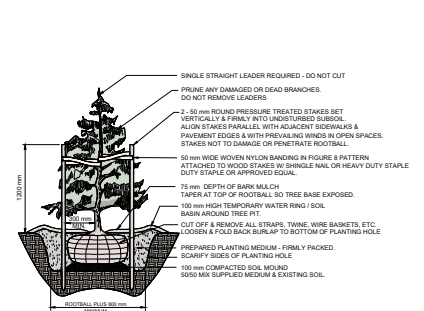 SINGLE STRAIGHT LEADER REQUIRED - DO NOT CUT
PRUNE ANY DAMAGED OR DEAD BRANCHES.
DO NOT REMOVE LEADERS
2 - 50 mm ROUND PRESSURE TREATED STAKES SET
VERTICALLY & FIRMLY INTO UNDISTURBED SUBSOIL.
ALIGN STAKES PARALLEL WITH ADJACENT SIDEWALKS &
PAVEMENT EDGES & WITH PREVAILING WINDS IN OPEN SPACES.
STAKES NOT TO DAMAGE OR PENETRATE ROOTBALL.
50 mm WIDE WOVEN NYLON BANDING IN FIGURE 8 PATTERN
ATTACHED TO WOOD STAKES W/ SHINGLE NAIL OR HEAVY DUTY STAPLE
DUTY STAPLE OR APPROVED EQUAL.
75 mm DEPTH OF BARK MULCH
TAPER AT TOP OF ROOTBALL SO TREE BASE EXPOSED.
100 mm HIGH TEMPORARY WATER RING / SOIL
BASIN AROUND TREE PIT.
CUT OFF & REMOVE ALL STRAPS, TWINE, WIRE BASKETS, ETC.
LOOSEN & FOLD BACK BURLAP TO BOTTOM OF PLANTING HOLE
PREPARED PLANTING MEDIUM - FIRMLY PACKED.
SCARIFY SIDES OF PLANTING HOLE
100 mm COMPACTED SOIL MOUND
50/50 MIX SUPPLIED MEDIUM & EXISTING SOIL.
1200 mm
300 mm
MIN.
ROOTBALL PLUS 600 mm